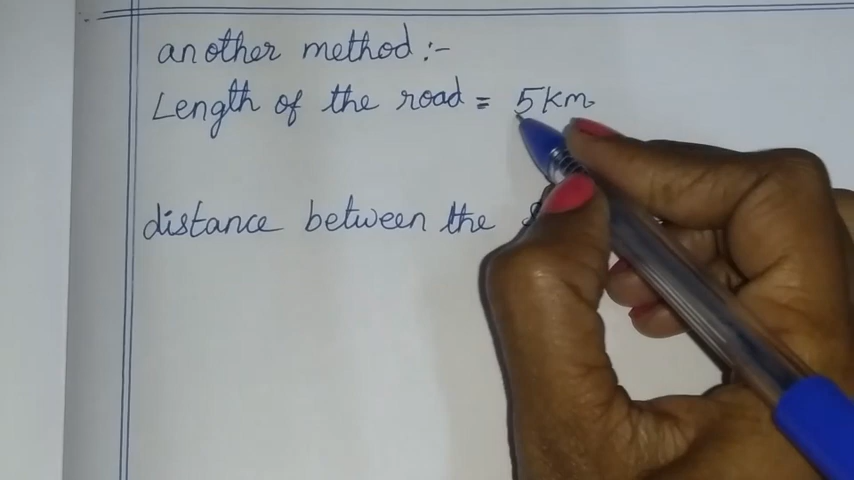 another method :-
Length of the road = 5km
distance between the